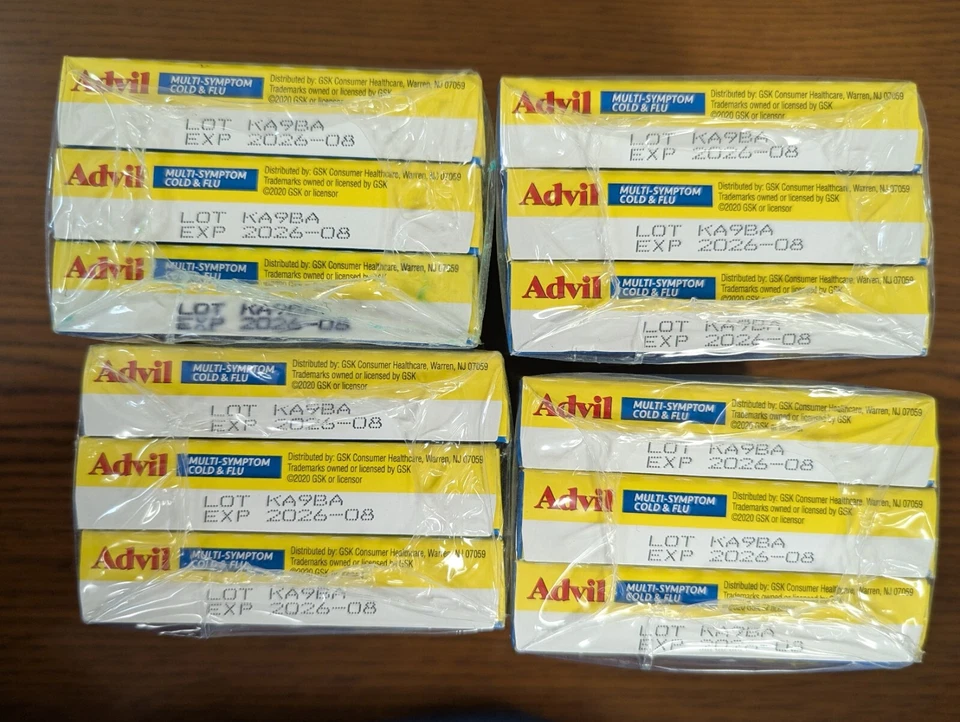 Advil MULTI-SYMPTOM COLD & FLU
Distributed by: GSK Consumer Healthcare, Warren, NJ 07059
Trademarks owned or licensed by GSK
©2020 GSK or licensor
LOT KA9BA
EXP 2026-08
Advil MULTI-SYMPTOM COLD & FLU
Distributed by: GSK Consumer Healthcare, Warren, NJ 07059
Trademarks owned or licensed by GSK
©2020 GSK or licensor
LOT KA9BA
EXP 2026-08
Advil MULTI-SYMPTOM COLD & FLU
Distributed by: GSK Consumer Healthcare, Warren, NJ 07059
Trademarks owned or licensed by
LOT
EXP 2026-08
Advil MULTI-SYMPTOM COLD & FLU
Distributed by: GSK Consumer Healthcare, Warren, NJ 07059
Trademarks owned or licensed by GSK
©2020 GSK
LOT KA9BA
EXP 2026-08
Advil MULTI-SYMPTOM COLD & FLU
Distributed by: GSK Consumer Healthcare, Warren, NJ 07059
Trademarks owned or licensed by GSK
©2020 GSK or licensor
LOT KA9BA
EXP 2026-08
Advil MULTI-SYMPTOM COLD & FLU
Distributed by: GSK Consumer Healthcare, Warren, NJ 07059
Trademarks owned or licensed by GSK
©2020 GSK
LOT KA9BA
EXP 2026-08
Advil MULTI-SYMPTOM COLD & FLU
Distributed by: GSK Consumer Healthcare, Warren, NJ 07059
Trademarks owned or licensed by GSK
©2020 GSK or licensor
LOT KA9BA
EXP 2026-08
Advil MULTI-SYMPTOM COLD & FLU
Distributed by: GSK Consumer Healthcare, Warren, NJ 07059
Trademarks owned or licensed by GSK
©2020 GSK or licensor
LOT KA9BA
EXP 2026-08
Advil MULTI-SYMPTOM COLD & FLU
Distributed by: GSK Consumer Healthcare, NJ 07059
Trademarks owned or licensed by GSK
LOT KA9BA
EXP 2026-08
Advil MULTI-SYMPTOM COLD & FLU
Distributed by: GSK Consumer Healthcare, Warren, NJ 07059
Trademarks owned or licensed by GSK
©2020 GSK
LOT KA9BA
EXP 2026-08
Advil MULTI-SYMPTOM COLD & FLU
Distributed by: GSK Consumer Healthcare, Warren, NJ 07059
Trademarks owned or licensed by GSK
©2020 GSK or licensor
LOT KA9BA
EXP 2026-08
Advil MULTI-SYMPTOM COLD & FLU
Distributed by: GSK Consumer Warren, NJ 07059
Trademarks owned or licensed by
LOT KA9BA
EXP